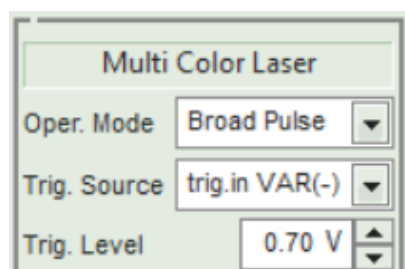 Multi Color Laser
Oper. Mode Broad Pulse
Trig. Source trig.in VAR(-)
Trig. Level 0.70 V